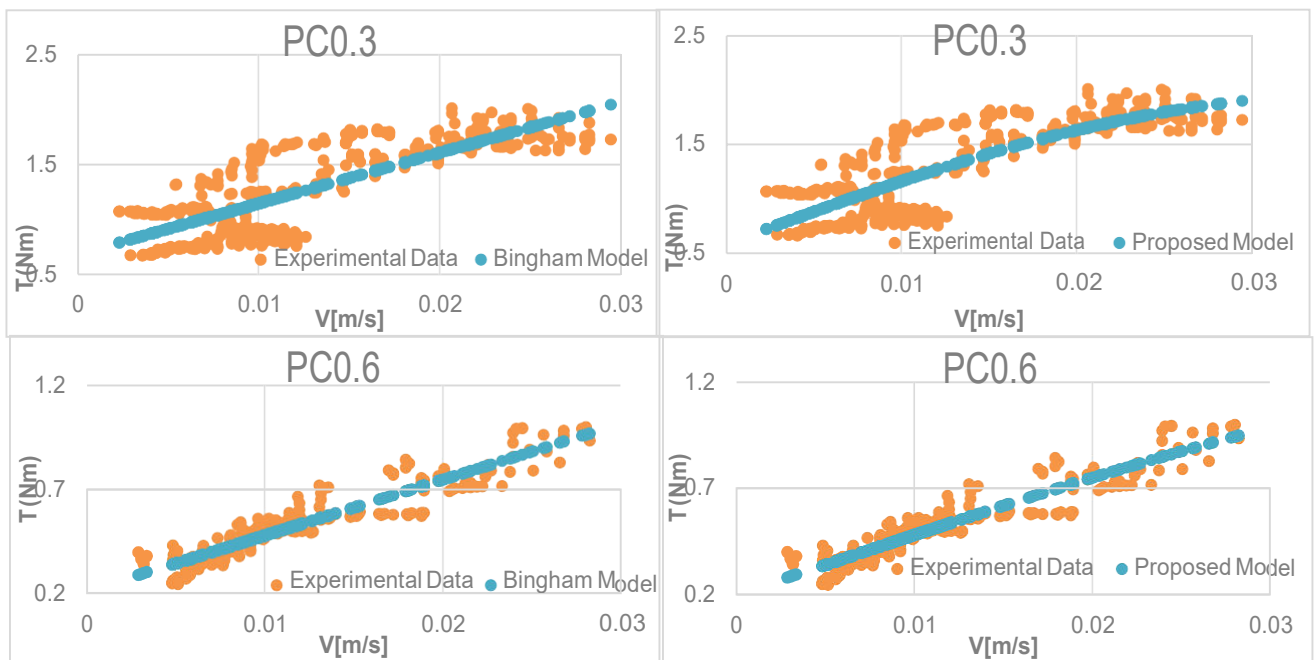 PC0.3
2.5
1.5
0.5
T (Nm)
Experimental Data
Bingham Model
0
0.01
0.02
0.03
V[m/s]
PC0.3
2.5
1.5
0.5
T (Nm)
Experimental Data
Proposed Model
0
0.01
0.02
0.03
V[m/s]
PC0.6
1.2
0.7
0.2
T (Nm)
Experimental Data
Bingham Model
0
0.01
0.02
0.03
V[m/s]
PC0.6
1.2
0.7
0.2
T (Nm)
Experimental Data
Proposed Model
0
0.01
0.02
0.03
V[m/s]